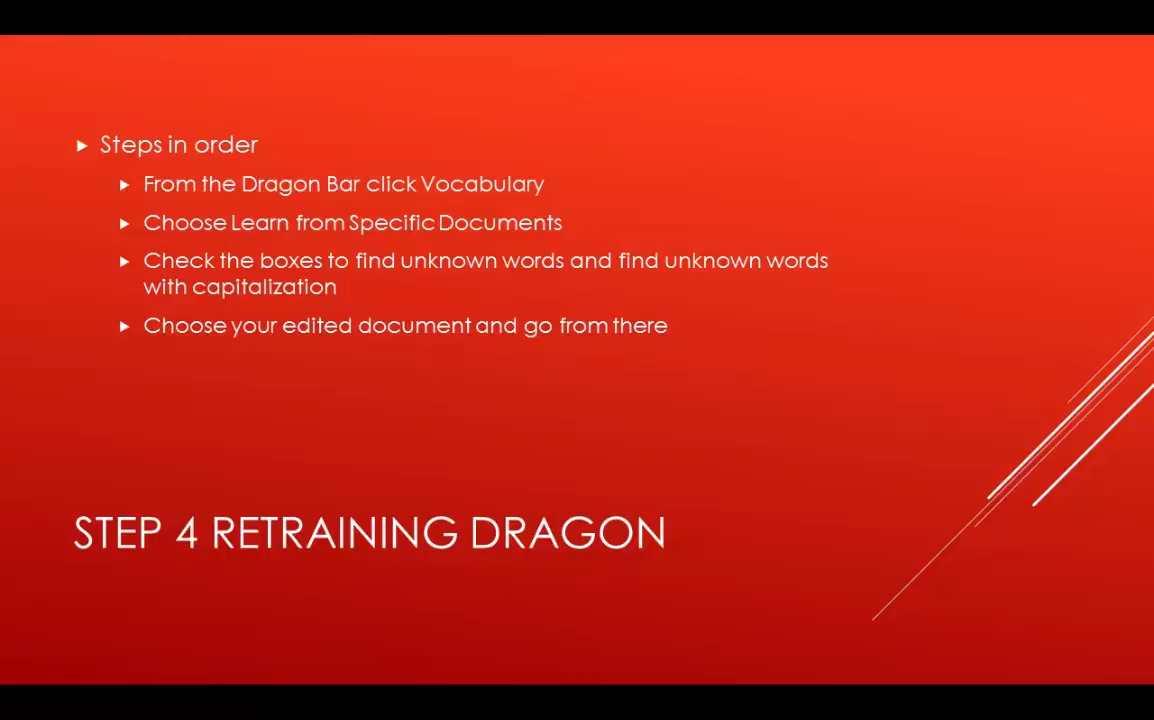 Steps in order
From the Dragon Bar click Vocabulary
Choose Learn from Specific Documents
Check the boxes to find unknown words and find unknown words
with capitalization
Choose your edited document and go from there
STEP 4 RETRAINING DRAGON